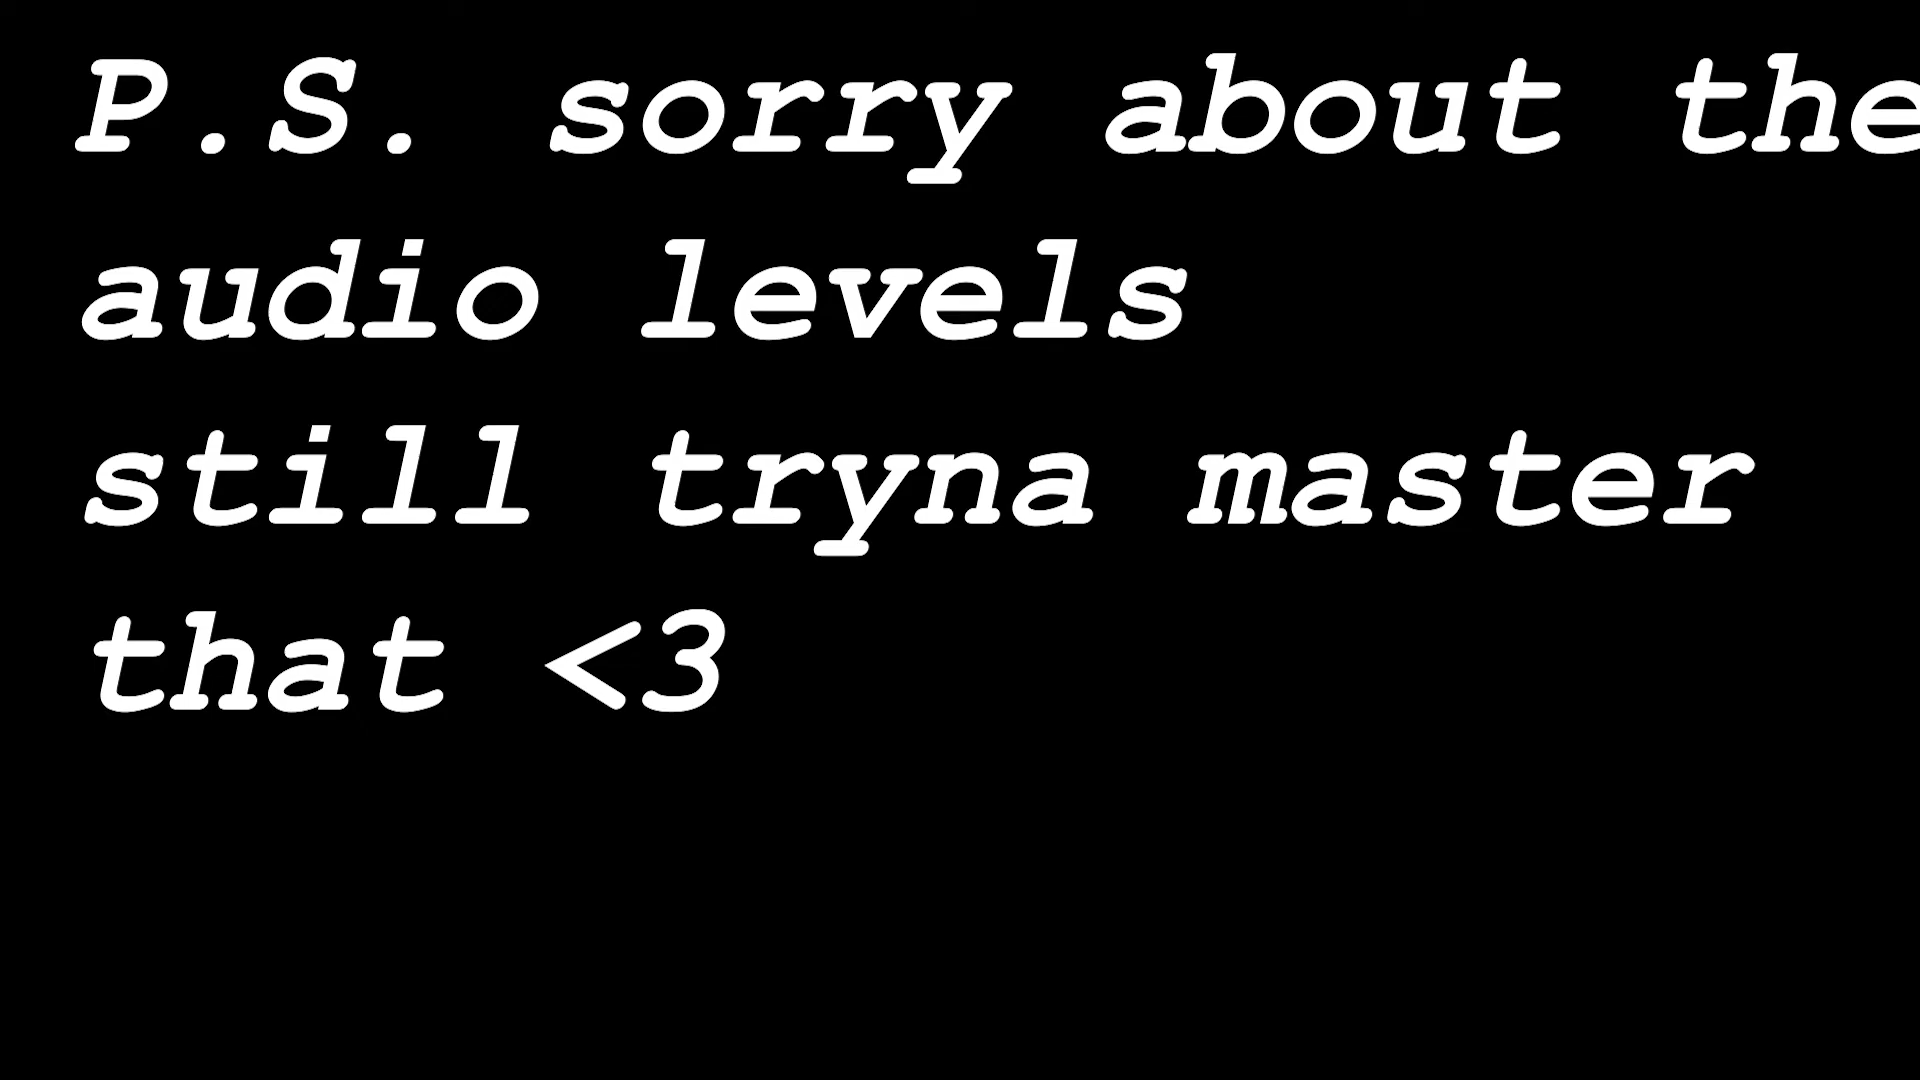 P.S. sorry about the
audio levels
still tryna master
that <3